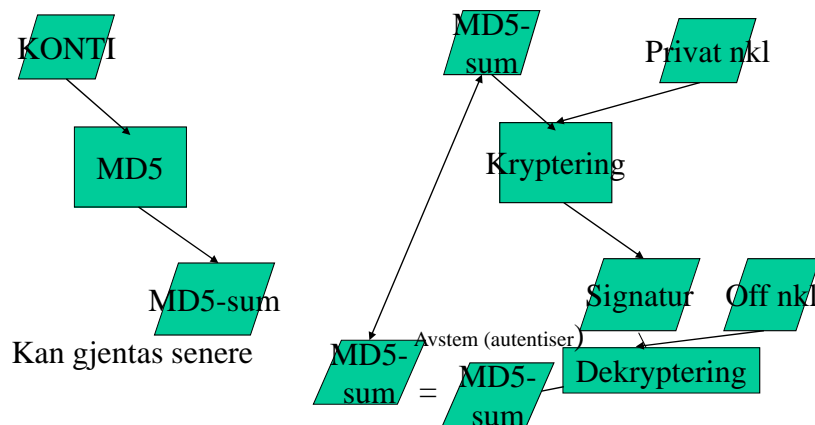 KONTI
MD5
MD5-sum
Kan gjentas senere
MD5-
sum
Privat nkl
Kryptering
Signatur
Off nkl
Avstem (autentiser)
Dekryptering
MD5-
sum
=
MD5-
sum